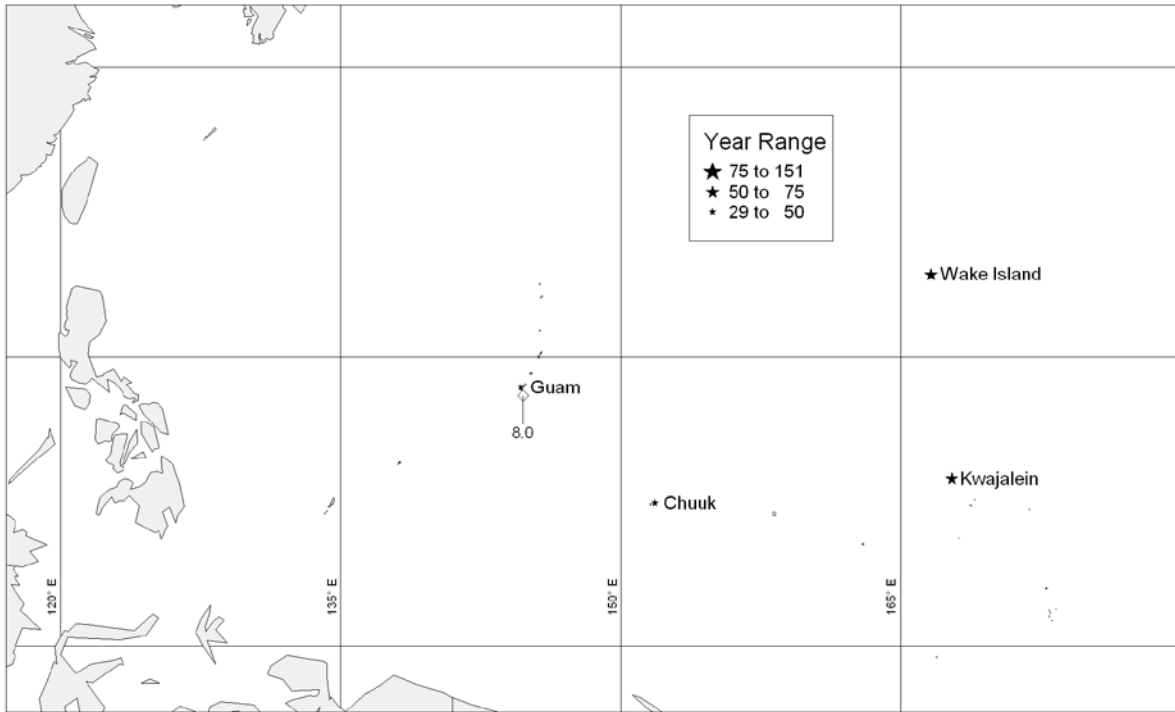 Year Range
75 to 151
50 to 75
29 to 50
Wake Island
Guam
8.0
Kwajalein
Chuuk
120° E
135° E
150° E
165° E